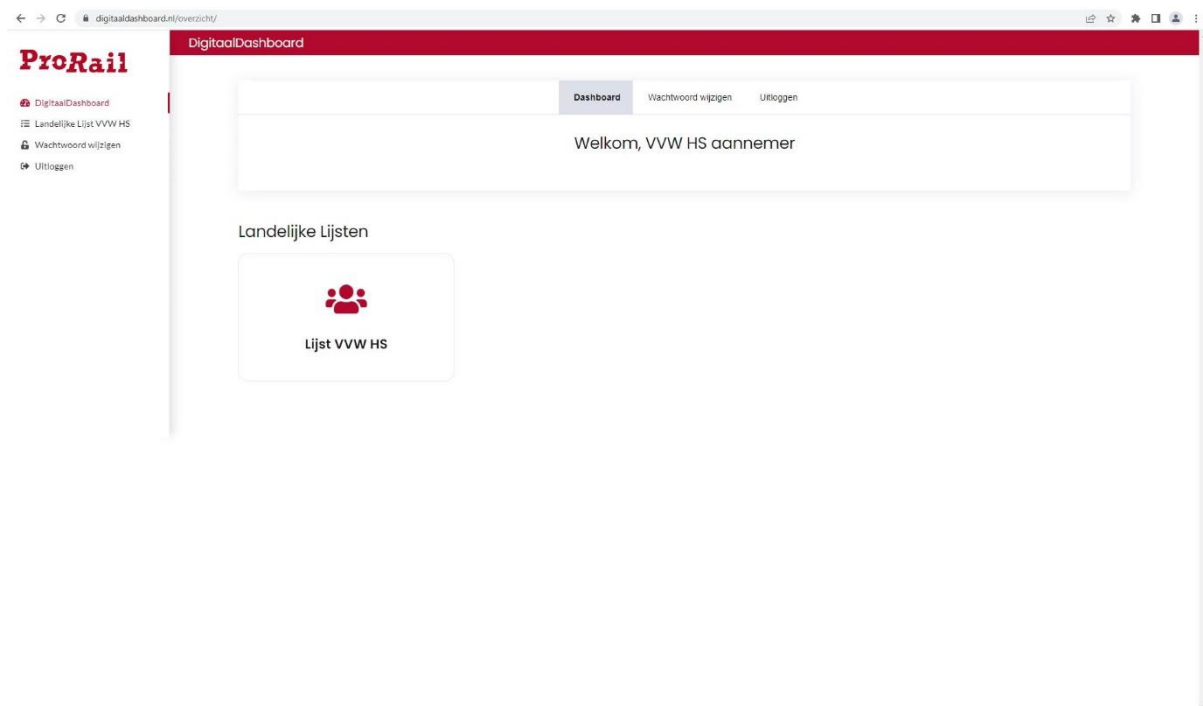 digitaaldashboard.nl/overzicht/
ProRail
DigitaalDashboard
Landelijke Lijst VVW HS
Wachtwoord wijzigen
Uitloggen
DigitaalDashboard
Dashboard Wachtwoord wijzigen Uitloggen
Welkom, VVW HS aannemer
Landelijke Lijsten
Lijst VVW HS